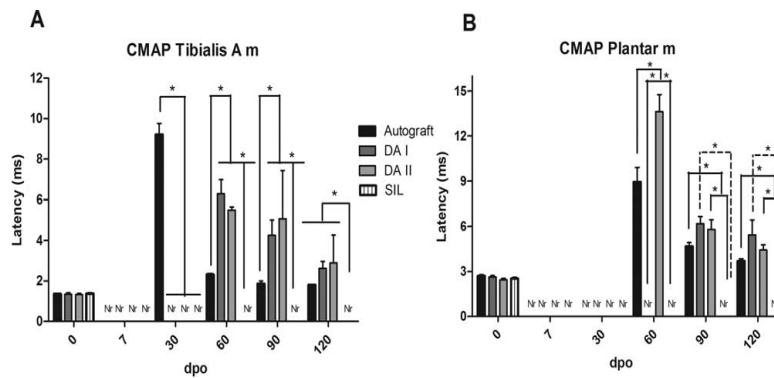 A
CMAP Tibialis A m
Latency (ms)
12
10
8
6
4
2
0
* * * * * *
Nr Nr Nr Nr Nr Nr Nr Nr Nr Nr
0 7 30 60 90 120
dpo
Autograft
DA I
DA II
SIL
B
CMAP Plantar m
Latency (ms)
15
12
9
6
3
0
* * * * * * * * *
Nr Nr Nr Nr Nr Nr Nr Nr Nr Nr Nr Nr
0 7 30 60 90 120
dpo